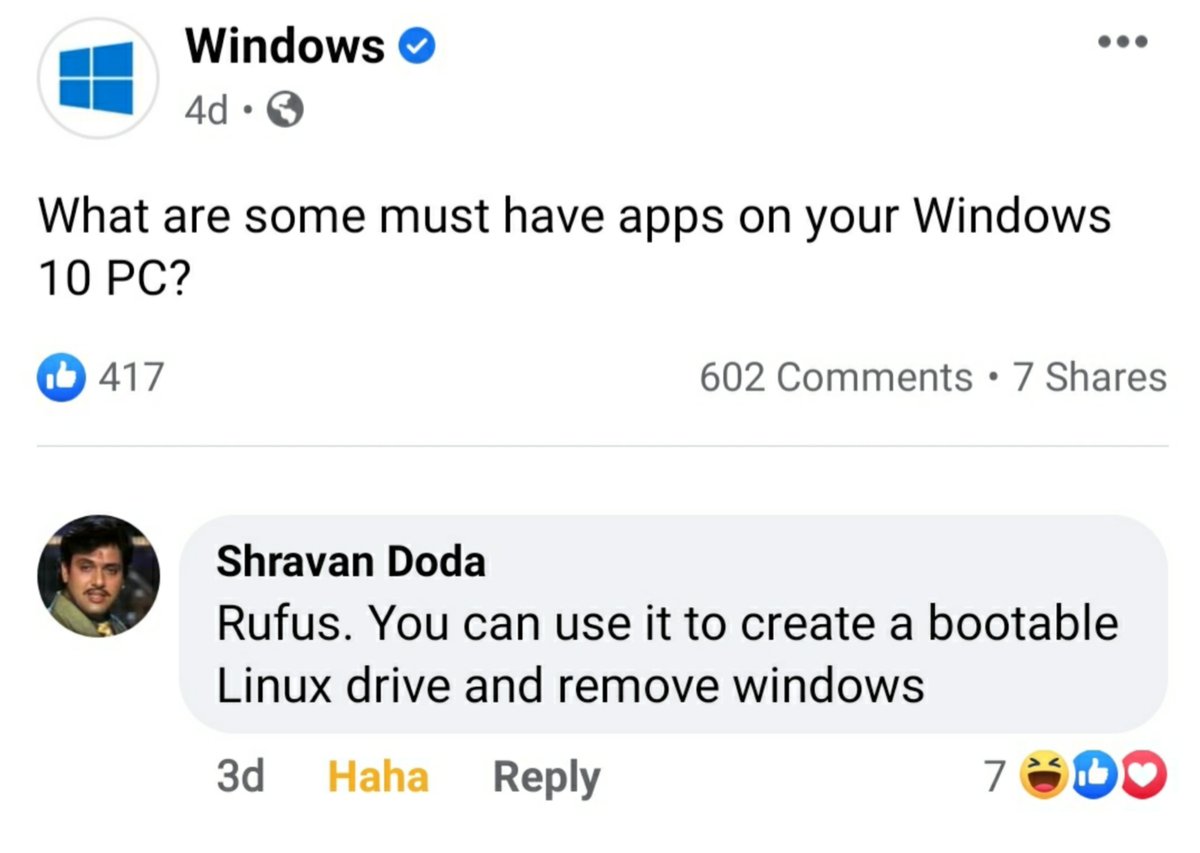 Windows
4d •
What are some must have apps on your Windows
10 PC?
417
602 Comments • 7 Shares
Shravan Doda
Rufus. You can use it to create a bootable
Linux drive and remove windows
3d Haha Reply
7